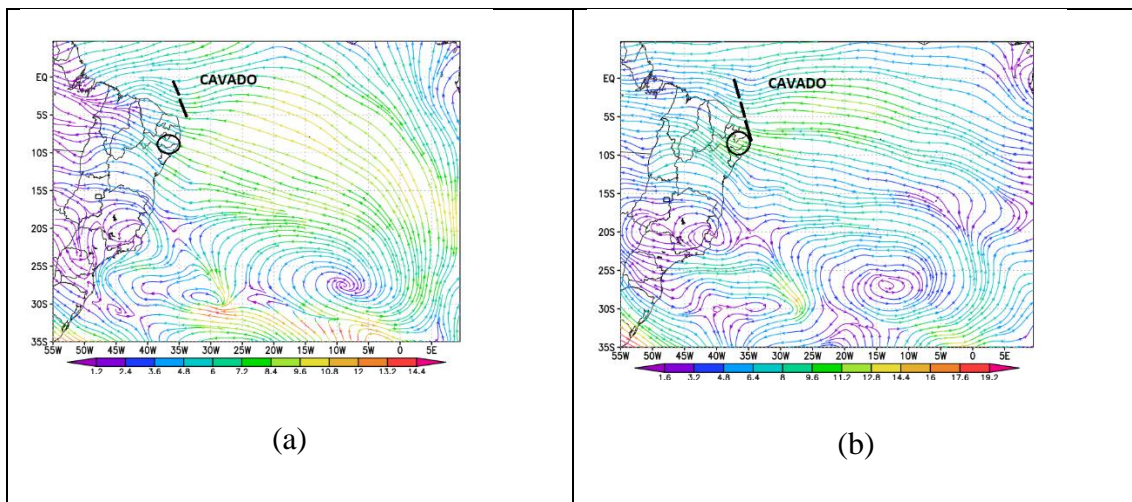 CAVADO
EQ
5S
10S
15S
20S
25S
30S
35S
55W 50W 45W 40W 35W 30W 25W 20W 15W 10W 5W 0 5E
1.2 2.4 3.6 4.8 6 7.2 8.4 9.6 10.8 12 13.2 14.4
(a)
CAVADO
EQ
5S
10S
15S
20S
25S
30S
35S
55W 50W 45W 40W 35W 30W 25W 20W 15W 10W 5W 0 5E
1.6 3.2 4.8 6.4 8 9.6 11.2 12.8 14.4 16 17.6 19.2
(b)